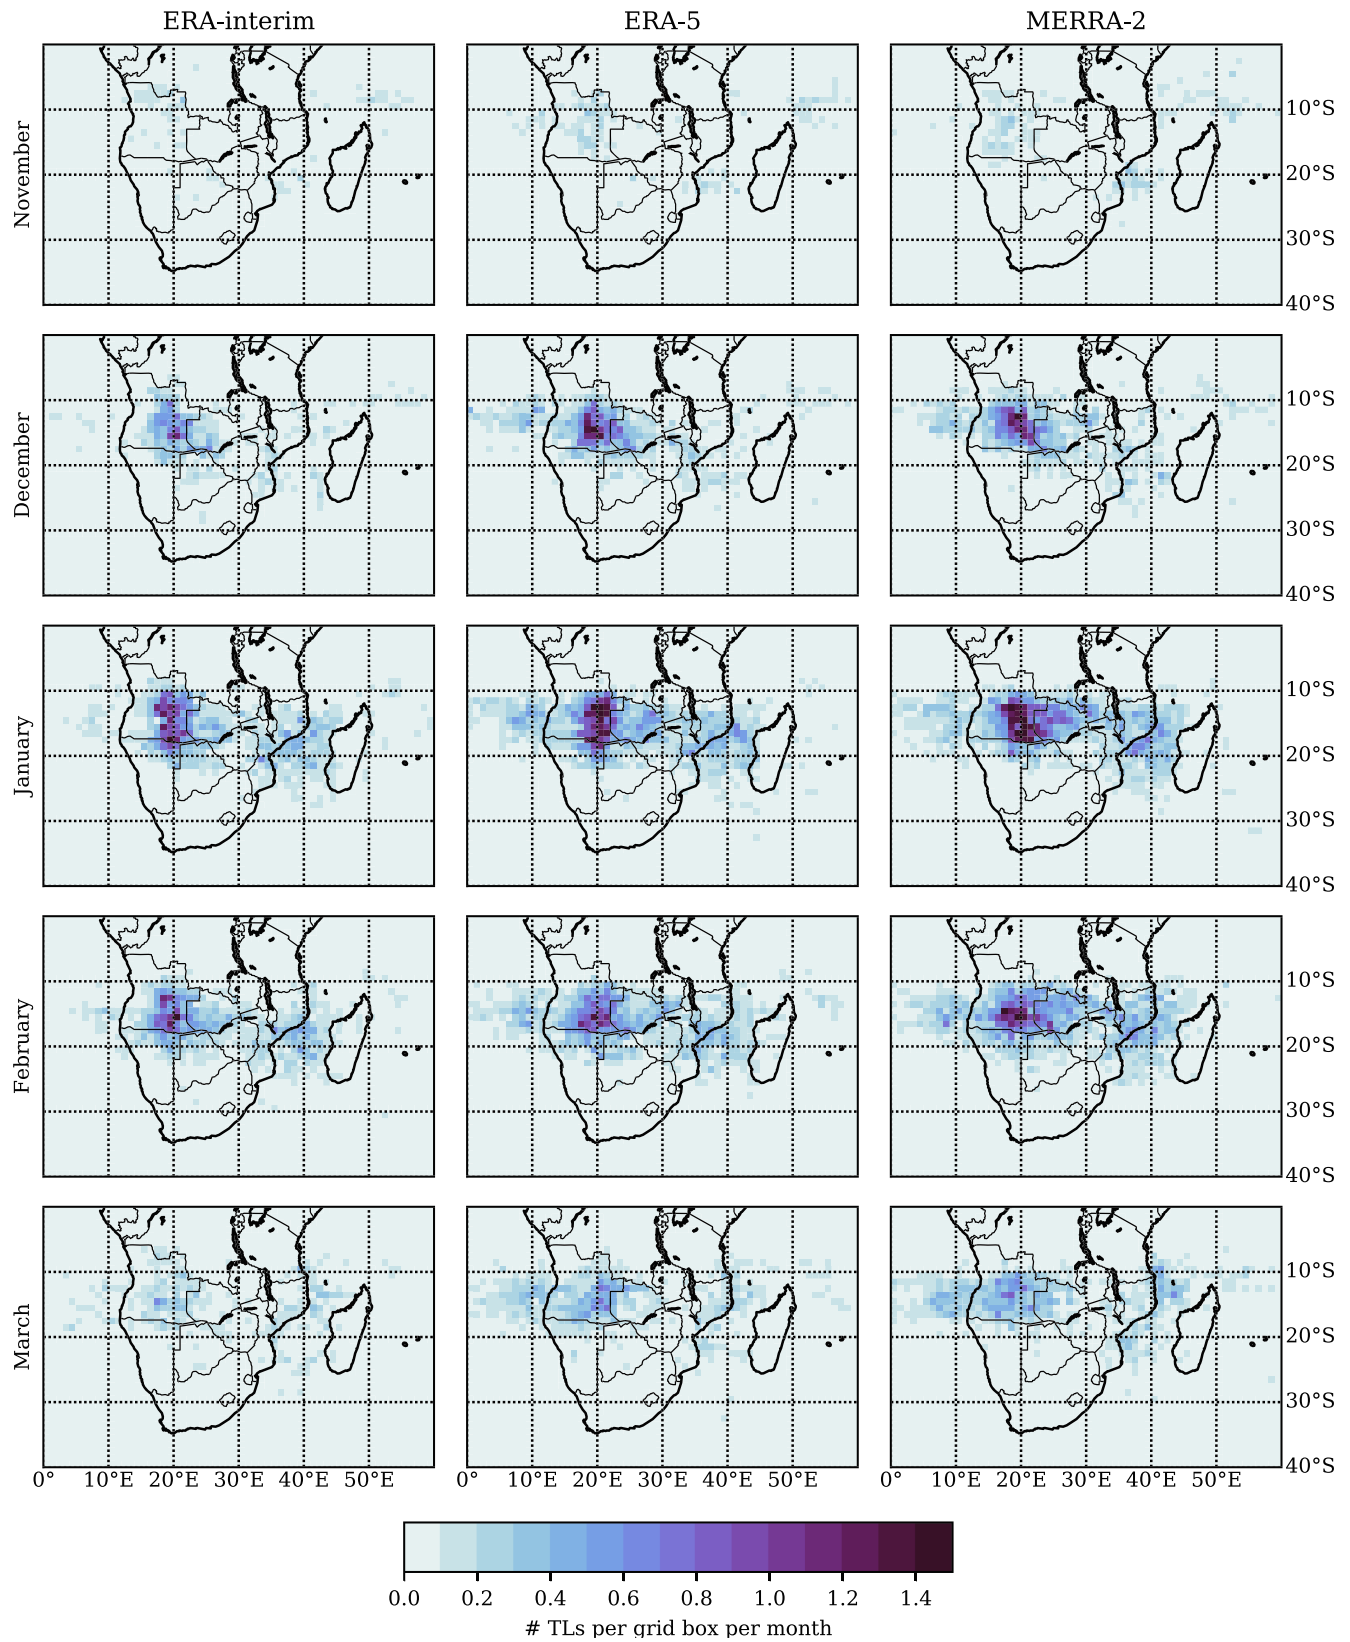 ERA-interim ERA-5 MERRA-2
November
10°S
20°S
30°S
40°S
December
10°S
20°S
30°S
40°S
January
10°S
20°S
30°S
40°S
February
10°S
20°S
30°S
40°S
March
10°S
20°S
30°S
40°S
0° 10°E 20°E 30°E 40°E 50°E 0° 10°E 20°E 30°E 40°E 50°E 0° 10°E 20°E 30°E 40°E 50°E
0.0 0.2 0.4 0.6 0.8 1.0 1.2 1.4
# TLs per grid box per month